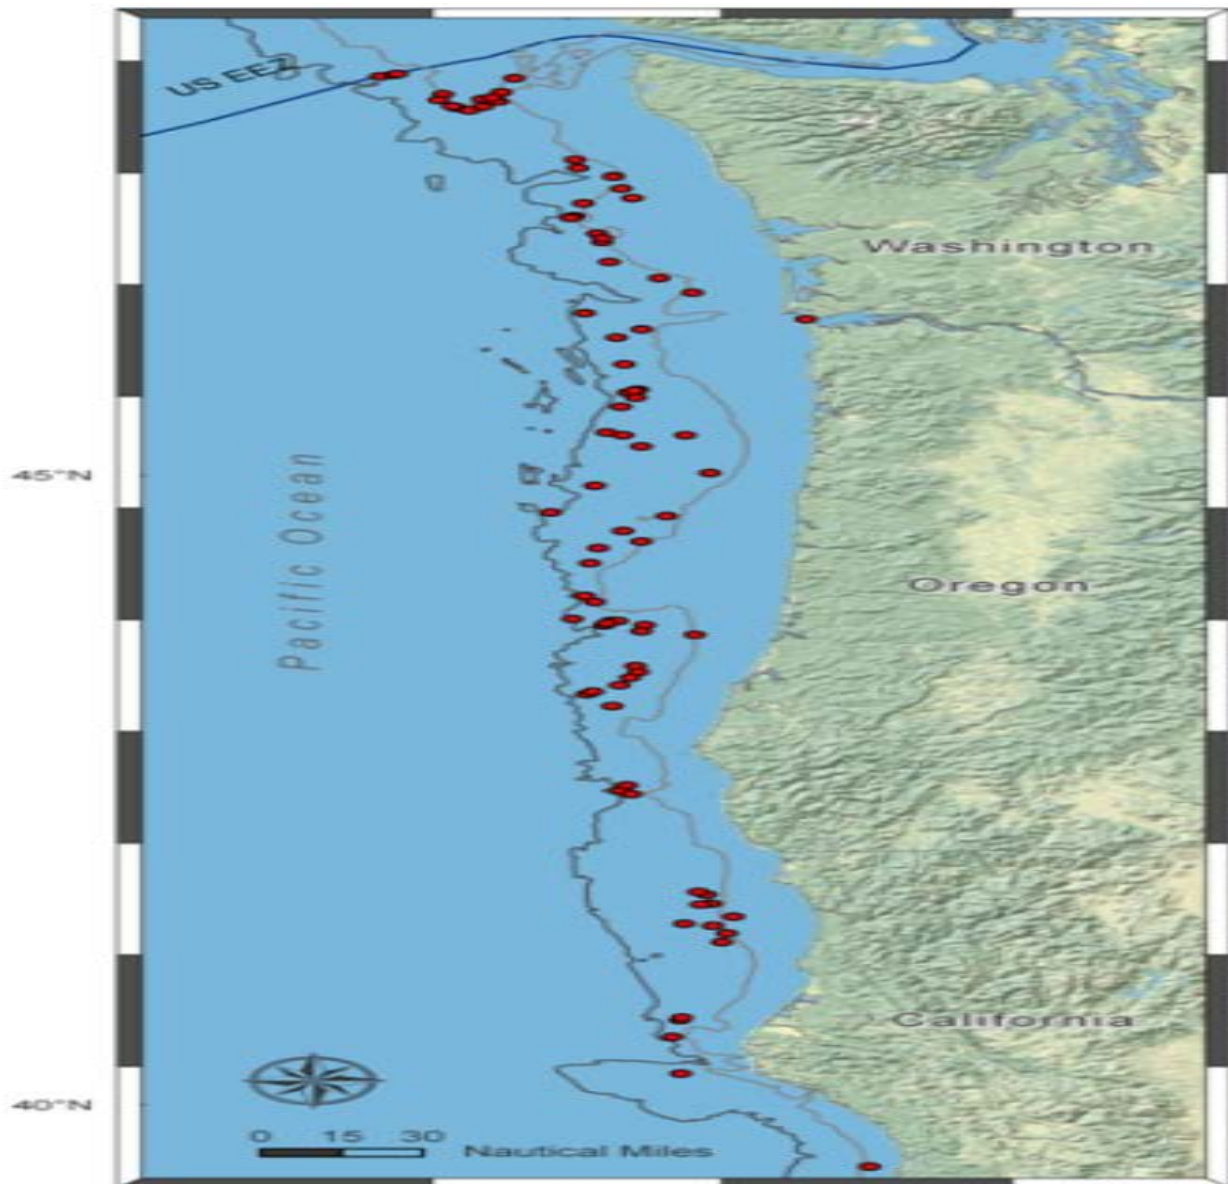 US EEZ
Washington
45°N
Pacific Ocean
Oregon
California
40°N
0 15 30
Nautical Miles